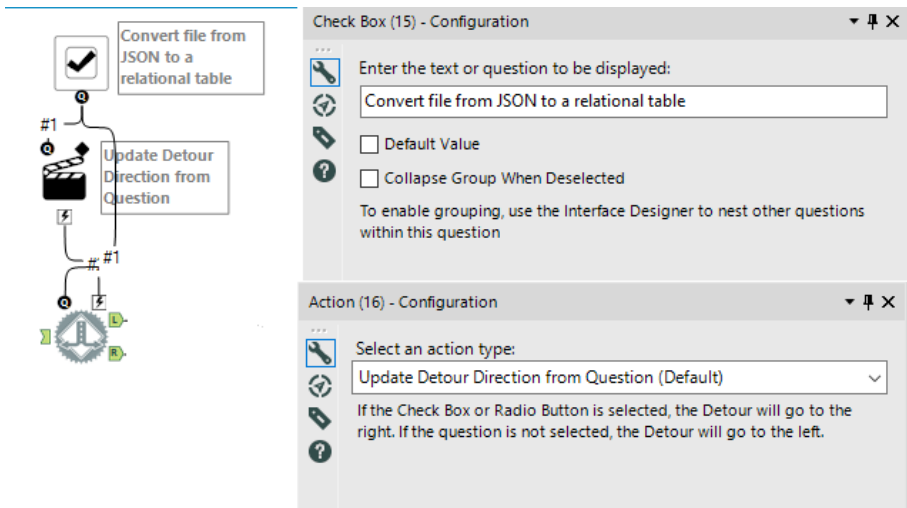 Convert file from
JSON to a
relational table
#1
Update Detour
Direction from
Question
#:
#1
L
R
Check Box (15) - Configuration
Enter the text or question to be displayed:
Convert file from JSON to a relational table
Default Value
Collapse Group When Deselected
To enable grouping, use the Interface Designer to nest other questions
within this question
Action (16) - Configuration
Select an action type:
Update Detour Direction from Question (Default)
If the Check Box or Radio Button is selected, the Detour will go to the
right. If the question is not selected, the Detour will go to the left.